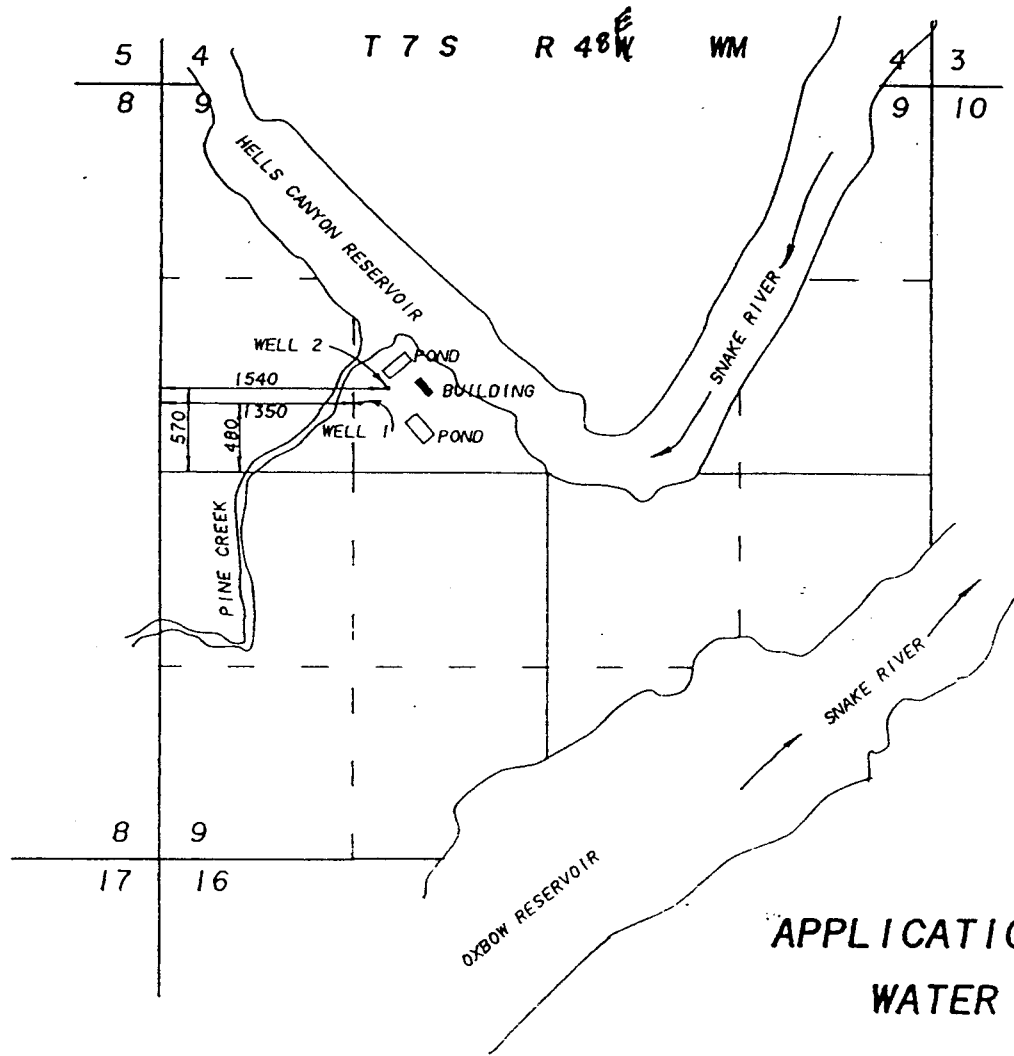 T 7 S R 48 E W WM
5 4
8 9
4 3
9 10
HELLS CANYON RESERVOIR
SNAKE RIVER
WELL 2
POND
1540
BUILDING
1350
WELL 1
POND
570
480
PINE CREEK
SNAKE RIVER
8 9
17 16
OXBOW RESERVOIR
APPLICATIO
WATER